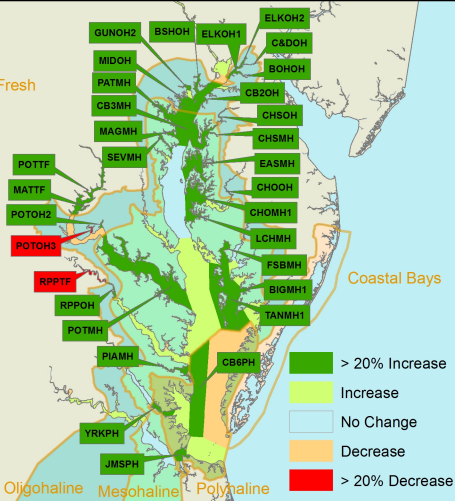 ELKOH2
GUNOH2
BSHOH
ELKOH1
C&DOH
MIDOH
BOHOH
Fresh
PATMH
CB2OH
CB3MH
CHSOH
MAGMH
CHSMH
SEVMH
EASMH
POTTF
MATTF
CHOOH
POTOH2
CHOMH1
POTOH3
LCHMH
FSBMH
RPPTF
Coastal Bays
BIGMH1
RPPOH
TANMH1
POTMH
PIAMH
CB6PH
> 20% Increase
Increase
No Change
YRKPH
Decrease
JMSPH
> 20% Decrease
Oligohaline
Mesohaline
Polyhaline